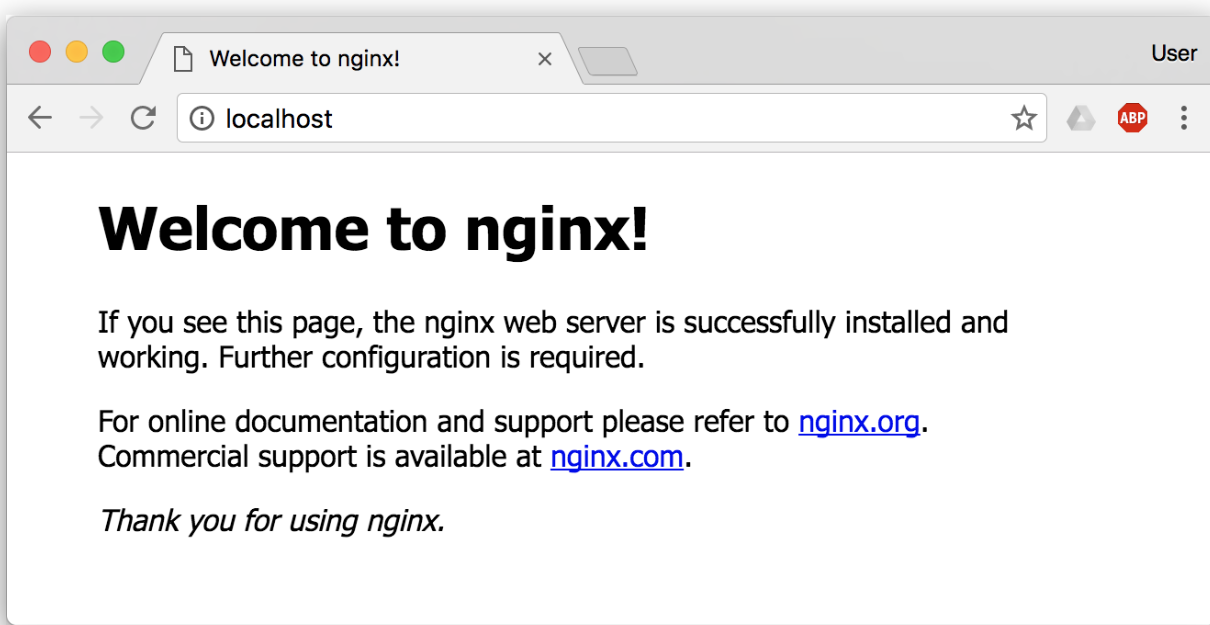 Welcome to nginx!
User
localhost
ABP
Welcome to nginx!
If you see this page, the nginx web server is successfully installed and
working. Further configuration is required.
For online documentation and support please refer to nginx.org.
Commercial support is available at nginx.com.
Thank you for using nginx.